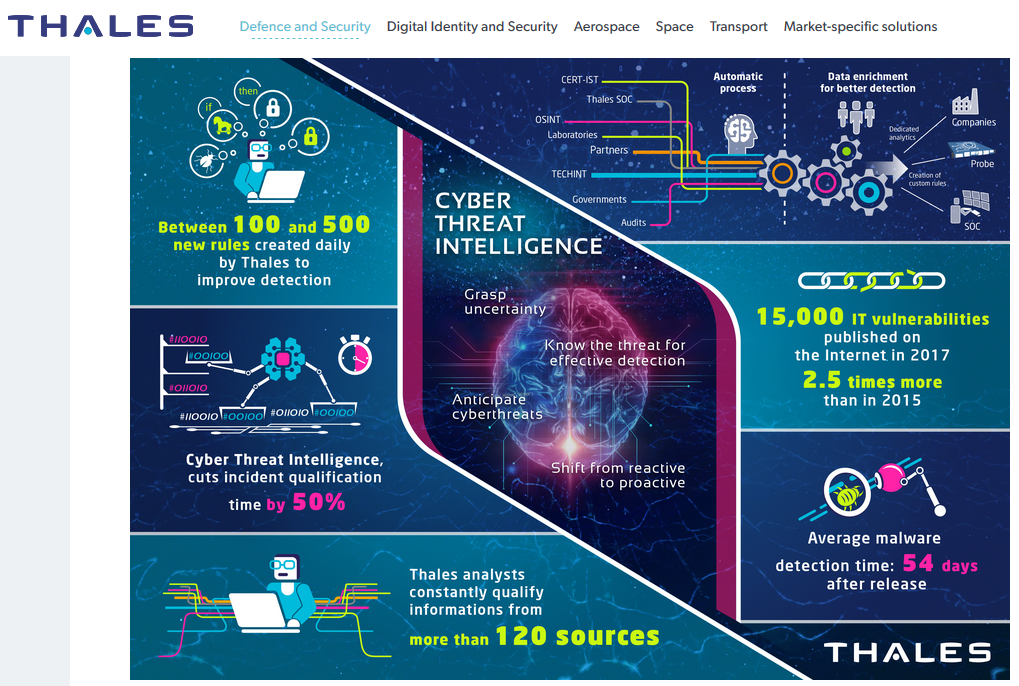 THALES
Defence and Security Digital Identity and Security Aerospace Space Transport Market-specific solutions
if
then
Between 100 and 500
new rules created daily
by Thales to
improve detection
CERT-IST
Thales SOC
OSINT
Laboratories
Partners
TECHINT
Governments
Audits
Automatic
process
Data enrichment
for better detection
Dedicated
analytics
Creation of
custom rules
Companies
Probe
SOC
CYBER
THREAT
INTELLIGENCE
Grasp
uncertainty
Know the threat for
effective detection
Anticipate
cyberthreats
Shift from reactive
to proactive
15,000 IT vulnerabilities
published on
the Internet in 2017
2.5 times more
than in 2015
#110010
#00100
#011010
#110010 #00100 #011010 #00100
Cyber Threat Intelligence,
cuts incident qualification
time by 50%
Average malware
detection time: 54 days
after release
Thales analysts
constantly qualify
informations from
more than 120 sources
THALES